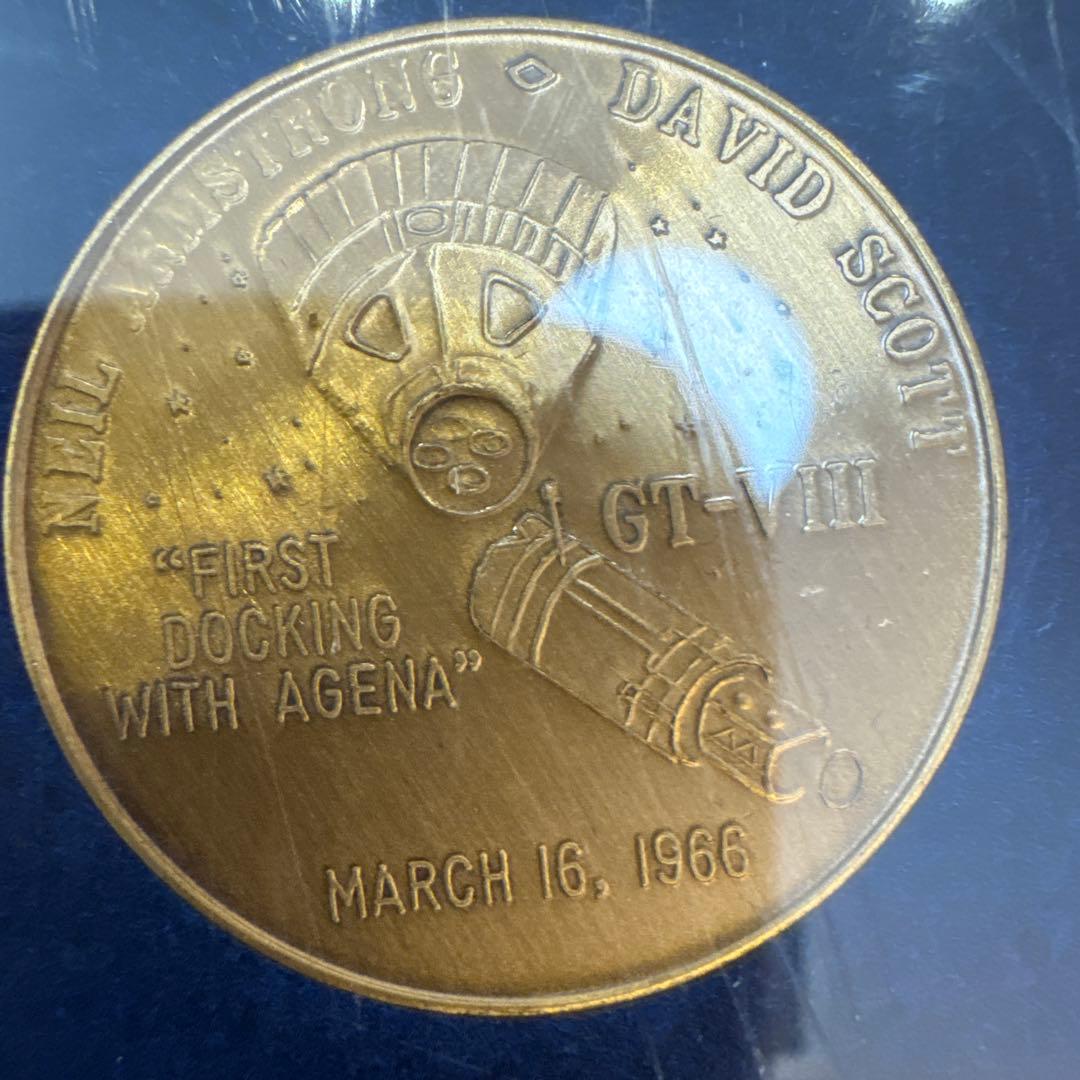 NEIL ARMSTRONG ◇ DAVID SCOTT
GT-VIII
“FIRST
DOCKING
WITH AGENA”
MARCH 16, 1966